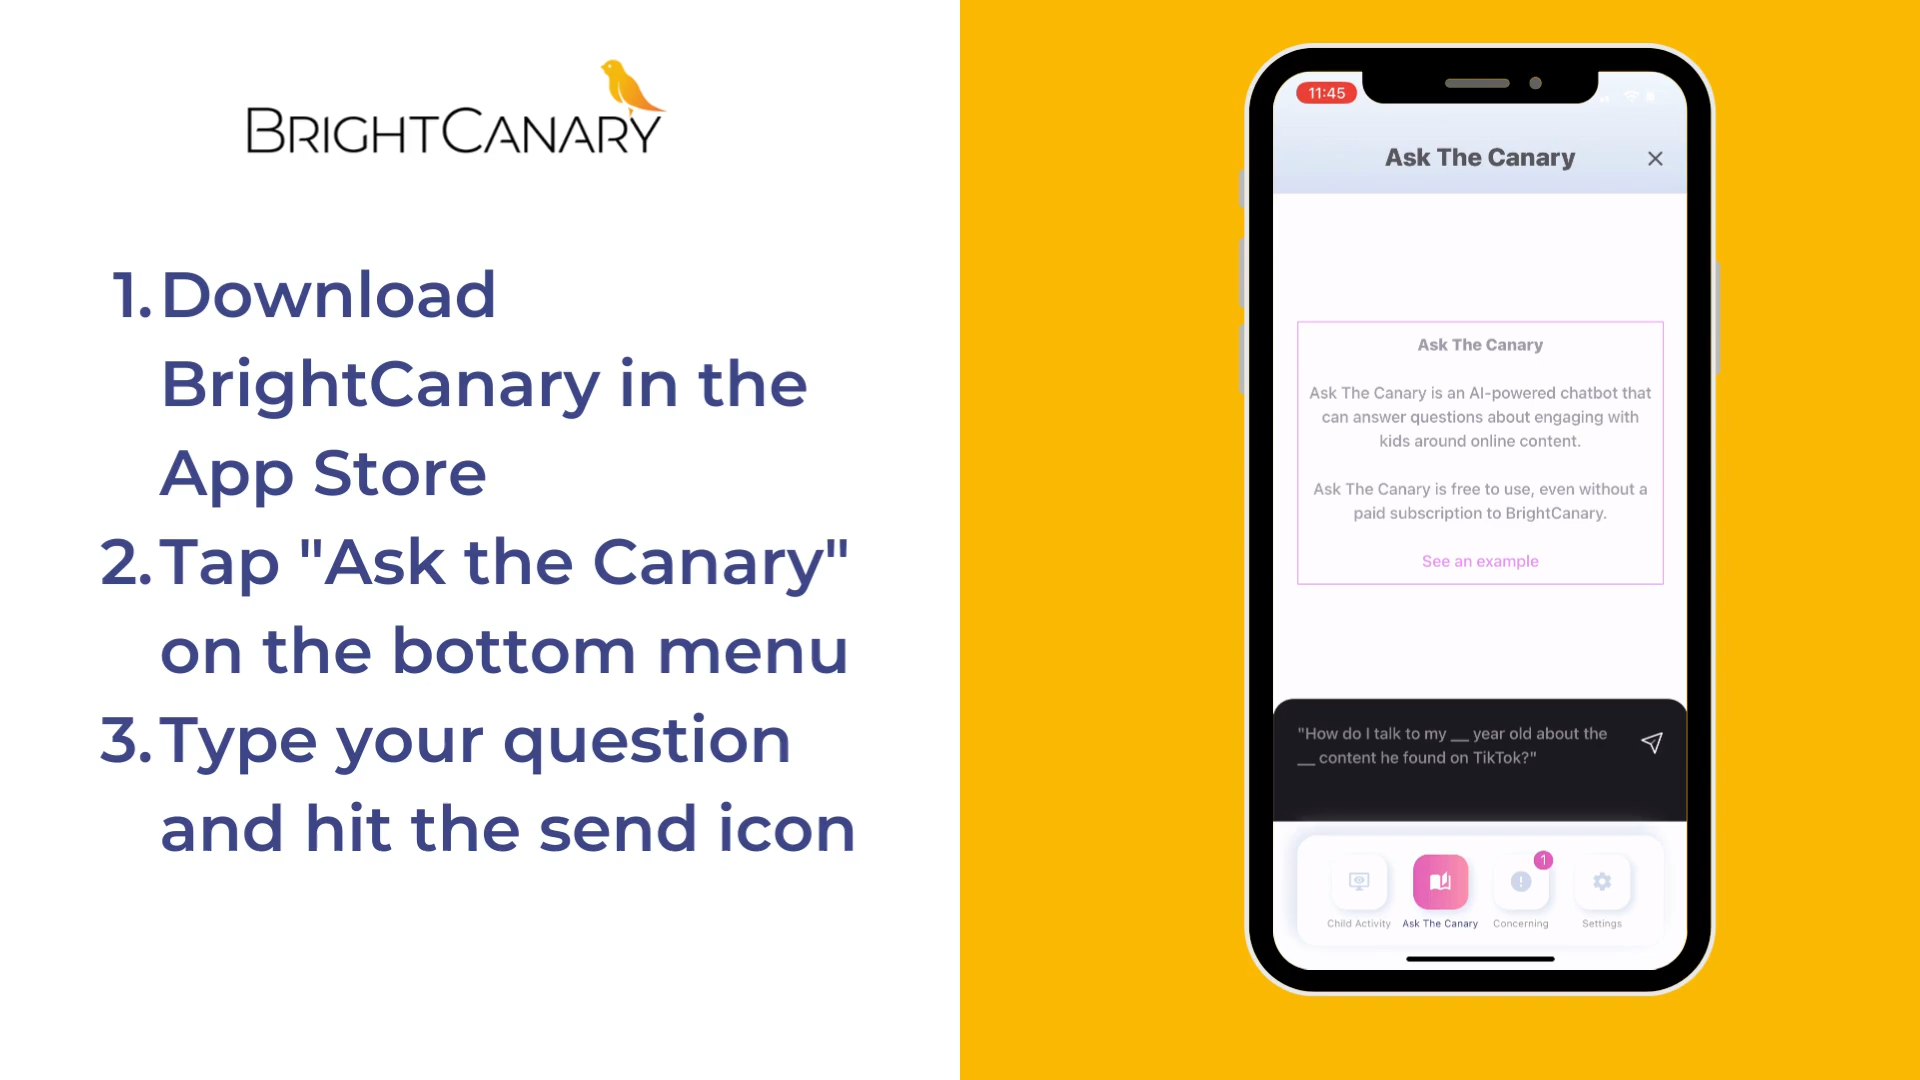 BRIGHTCANARY
1. Download
BrightCanary in the
App Store
2. Tap "Ask the Canary"
on the bottom menu
3. Type your question
and hit the send icon
11:45
Ask The Canary
Ask The Canary
Ask The Canary is an AI-powered chatbot that
can answer questions about engaging with
kids around online content.
Ask The Canary is free to use, even without a
paid subscription to BrightCanary.
See an example
"How do I talk to my __ year old about the
__ content he found on TikTok?"
1
Child Activity
Ask The Canary
Concerning
Settings